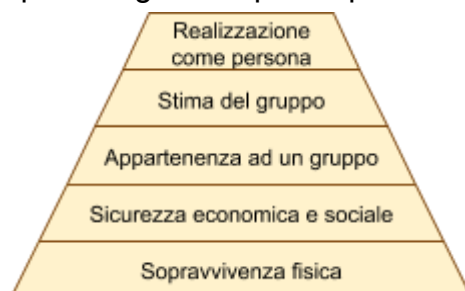 Realizzazione
come persona
Stima del gruppo
Appartenenza ad un gruppo
Sicurezza economica e sociale
Sopravvivenza fisica